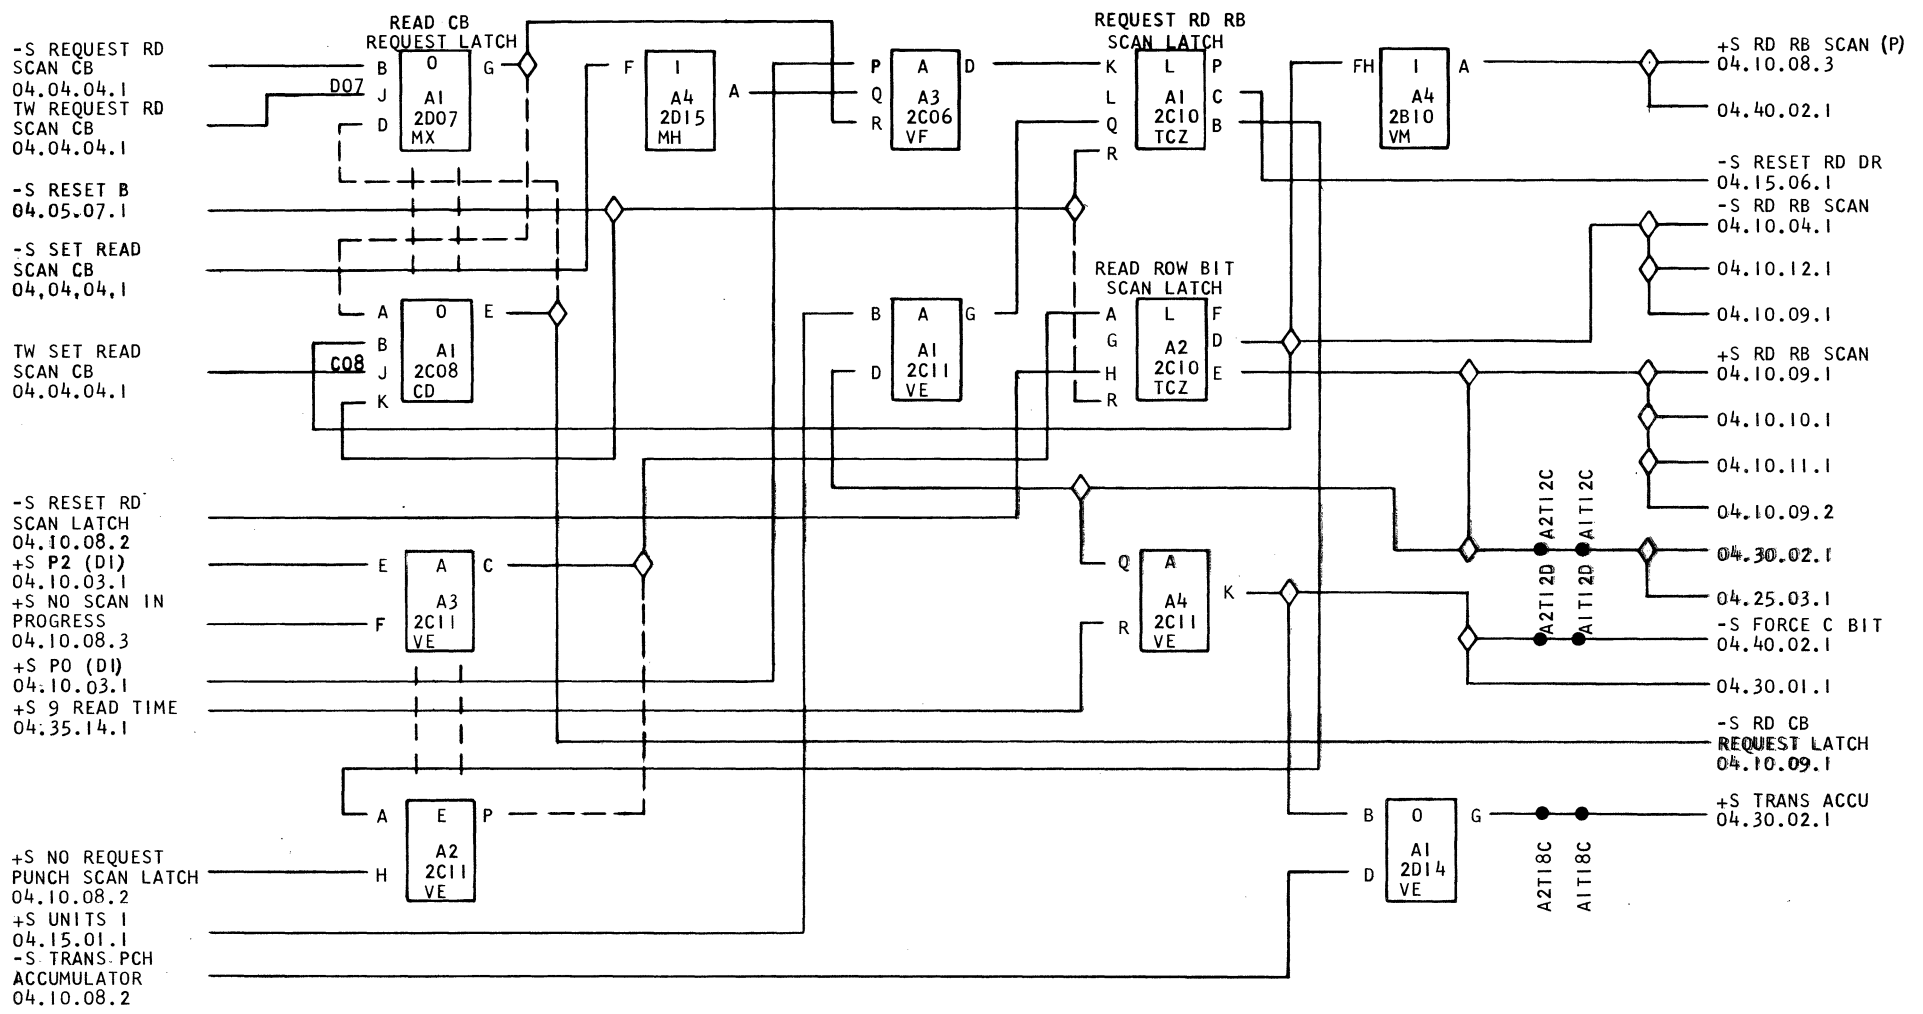 READ CB
REQUEST LATCH
REQUEST RD RB
SCAN LATCH
-S REQUEST RD
SCAN CB
04.04.04.1
TW REQUEST RD
SCAN CB
04.04.04.1
-S RESET B
04.05.07.1
-S SET READ
SCAN CB
04,04,04,1
TW SET READ
SCAN CB
04.04.04.1
-S RESET RD
SCAN LATCH
04.10.08.2
+S P2 (D1)
04.10.03.1
+S NO SCAN IN
PROGRESS
04.10.08.3
+S P0 (D1)
04.10.03.1
+S 9 READ TIME
04.35.14.1
+S NO REQUEST
PUNCH SCAN LATCH
04.10.08.2
+S UNITS 1
04.15.01.1
-S TRANS PCH
ACCUMULATOR
04.10.08.2
D07
B
J
D
O
A1
2D07
MX
G
C08
A
B
J
K
O
A1
2C08
CD
E
F
I
A4
2D15
MH
A
P
Q
R
A
A3
2C06
VF
D
K
L
Q
R
L
A1
2C10
TCZ
P
C
B
FH
I
A4
2B10
VM
A
READ ROW BIT
SCAN LATCH
B
D
A
A1
2C11
VE
G
A
G
H
R
L
A2
2C10
TCZ
F
D
E
E
F
A
A3
2C11
VE
C
Q
R
A
A4
2C11
VE
K
A
H
E
A2
2C11
VE
P
B
D
O
A1
2D14
VE
G
A2T12C
A1T12C
A2T12D
A1T12D
A2T18C
A1T18C
+S RD RB SCAN (P)
04.10.08.3
04.40.02.1
-S RESET RD DR
04.15.06.1
-S RD RB SCAN
04.10.04.1
04.10.12.1
04.10.09.1
+S RD RB SCAN
04.10.09.1
04.10.10.1
04.10.11.1
04.10.09.2
04.30.02.1
04.25.03.1
-S FORCE C BIT
04.40.02.1
04.30.01.1
-S RD CB
REQUEST LATCH
04.10.09.1
+S TRANS ACCU
04.30.02.1